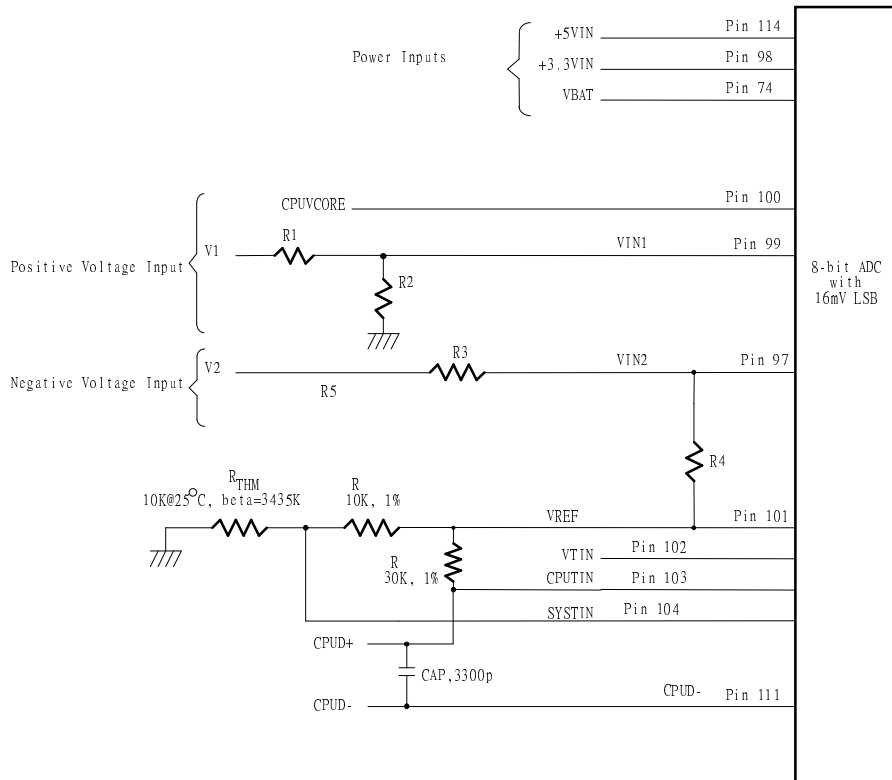 +5VIN Pin 114
Power Inputs
+3.3VIN Pin 98
VBAT Pin 74
CPUVCORE Pin 100
Positive Voltage Input
V1 R1 VIN1 Pin 99
R2
8-bit ADC
with
16mV LSB
Negative Voltage Input
V2 R3 VIN2 Pin 97
R5
R4
RTHM
10K@25°C, beta=3435K
R
10K, 1%
VREF Pin 101
R
30K, 1%
VTIN Pin 102
CPUTIN Pin 103
SYSTIN Pin 104
CPUD+
CAP,3300p
CPUD- CPUD- Pin 111